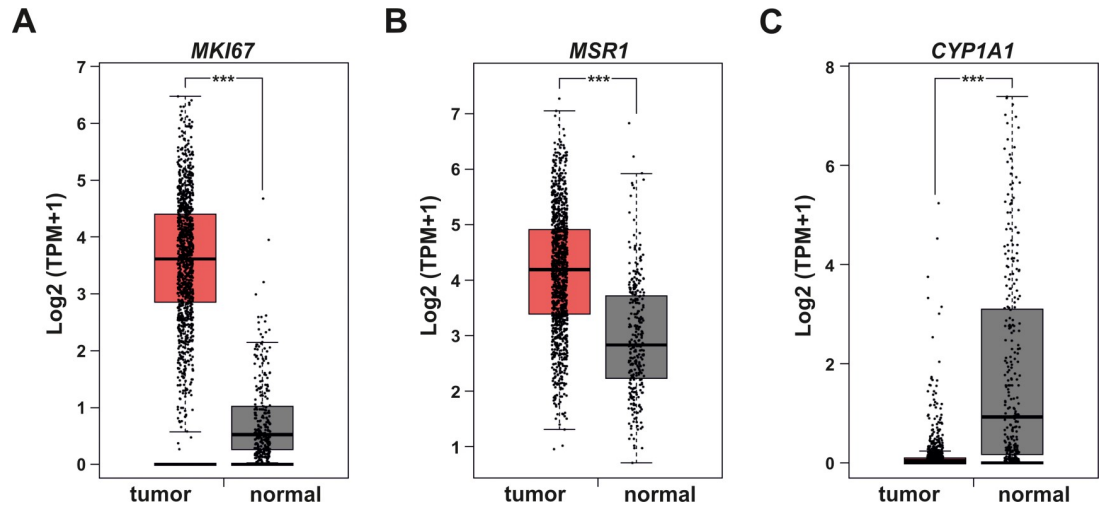 A
MKI67
Log2 (TPM+1)
7
6
5
4
3
2
1
0
***
tumor
normal
B
MSR1
Log2 (TPM+1)
7
6
5
4
3
2
1
***
tumor
normal
C
CYP1A1
Log2 (TPM+1)
8
6
4
2
0
***
tumor
normal